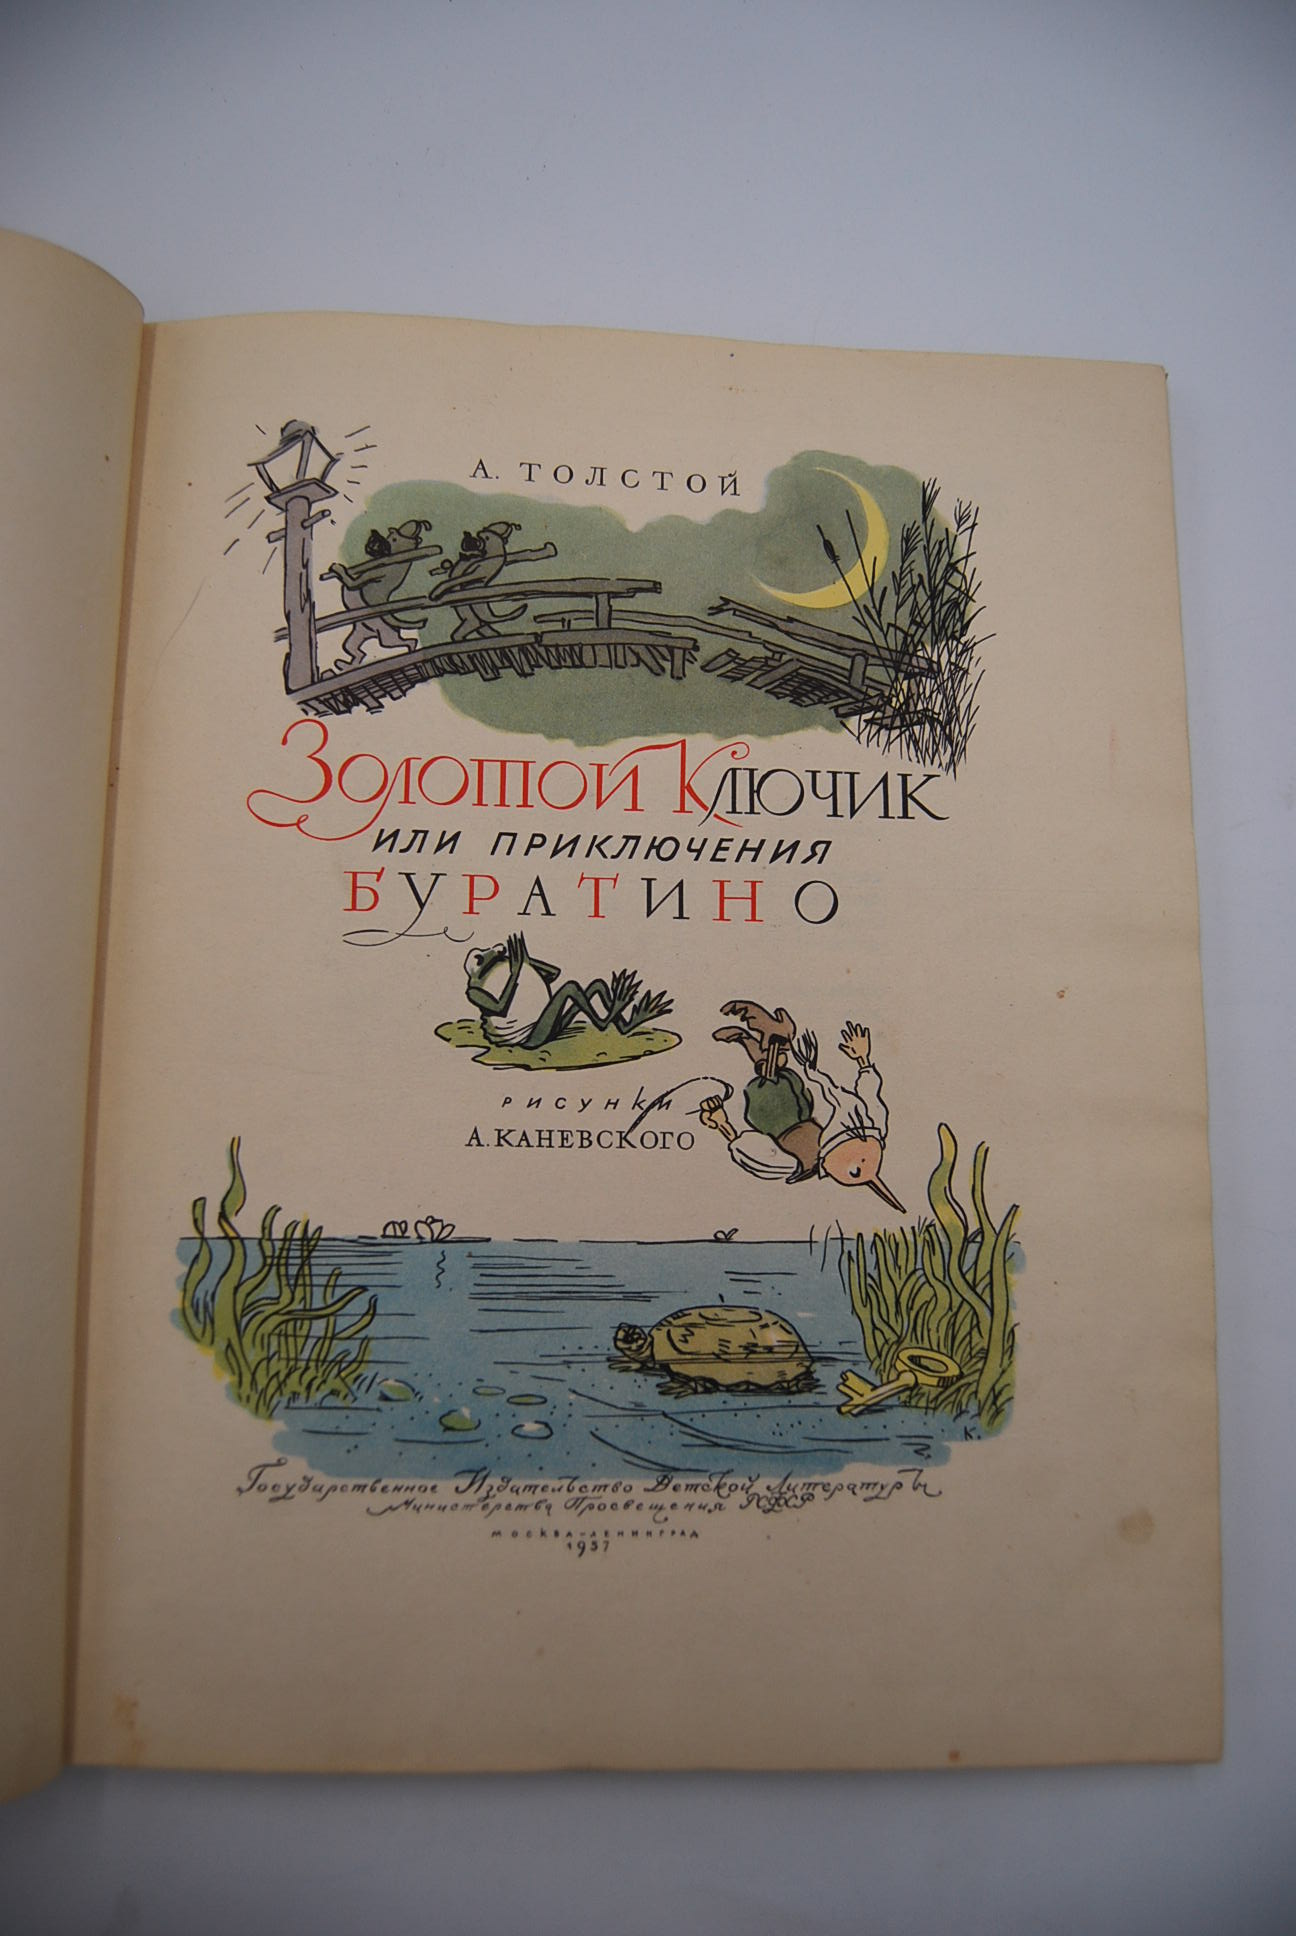 А. ТОЛСТОЙ
ЗОЛОТОЙ КЛЮЧИК
ИЛИ ПРИКЛЮЧЕНИЯ
БУРАТИНО
РИСУНКИ
А. КАНЕВСКОГО
К.
Государственное Издательство Детской Литературы
Министерства Просвещения РСФСР
МОСКВА-ЛЕНИНГРАД
1957